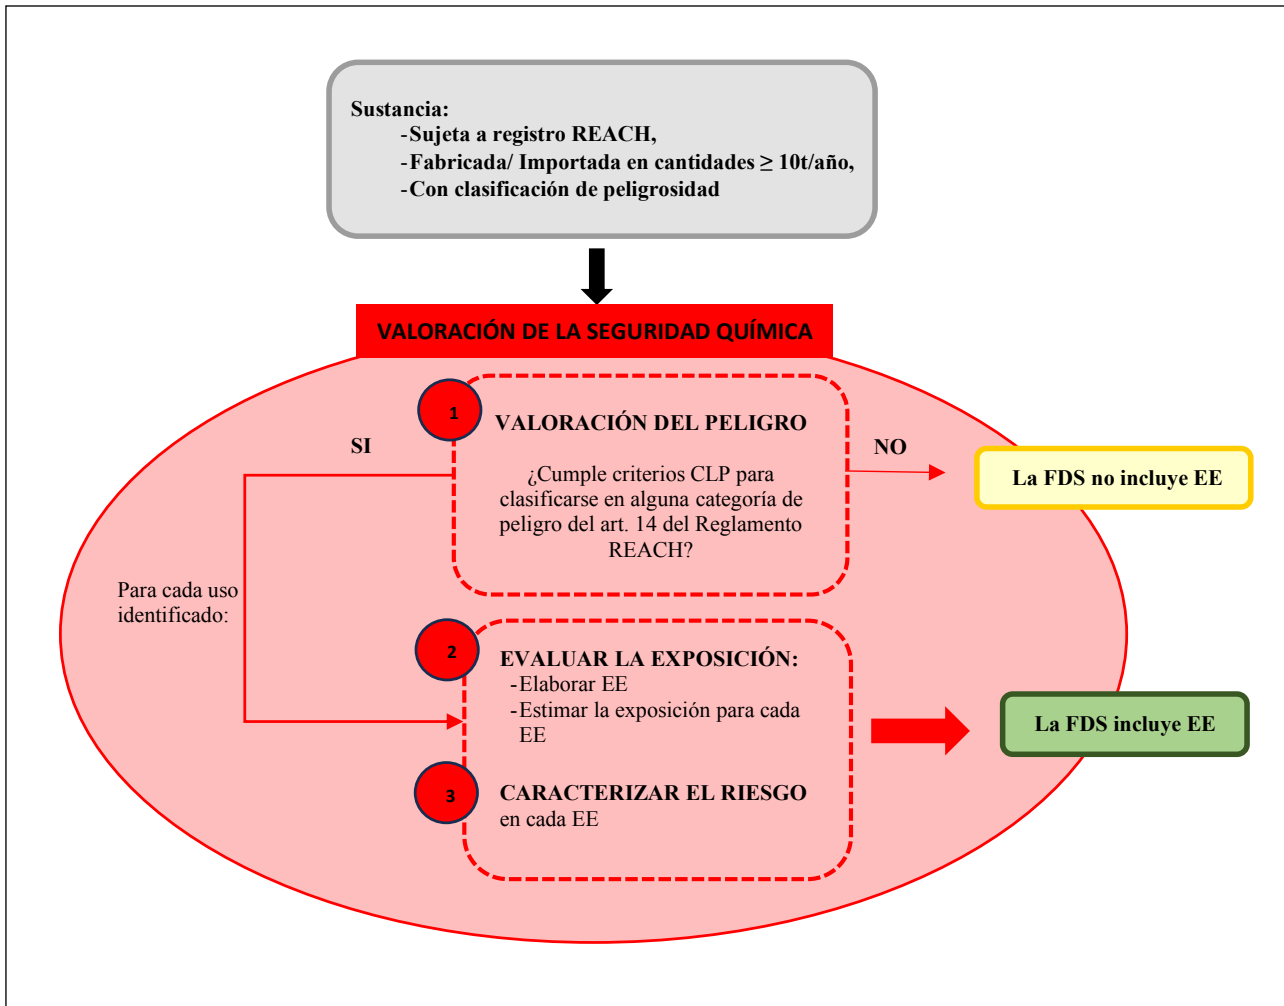 Sustancia:
-Sujeta a registro REACH,
-Fabricada/ Importada en cantidades ≥ 10t/año,
-Con clasificación de peligrosidad
VALORACIÓN DE LA SEGURIDAD QUÍMICA
1
VALORACIÓN DEL PELIGRO
SI
NO
¿Cumple criterios CLP para
clasificarse en alguna categoría de
peligro del art. 14 del Reglamento
REACH?
La FDS no incluye EE
Para cada uso
identificado:
2
EVALUAR LA EXPOSICIÓN:
-Elaborar EE
-Estimar la exposición para cada
EE
La FDS incluye EE
3
CARACTERIZAR EL RIESGO
en cada EE